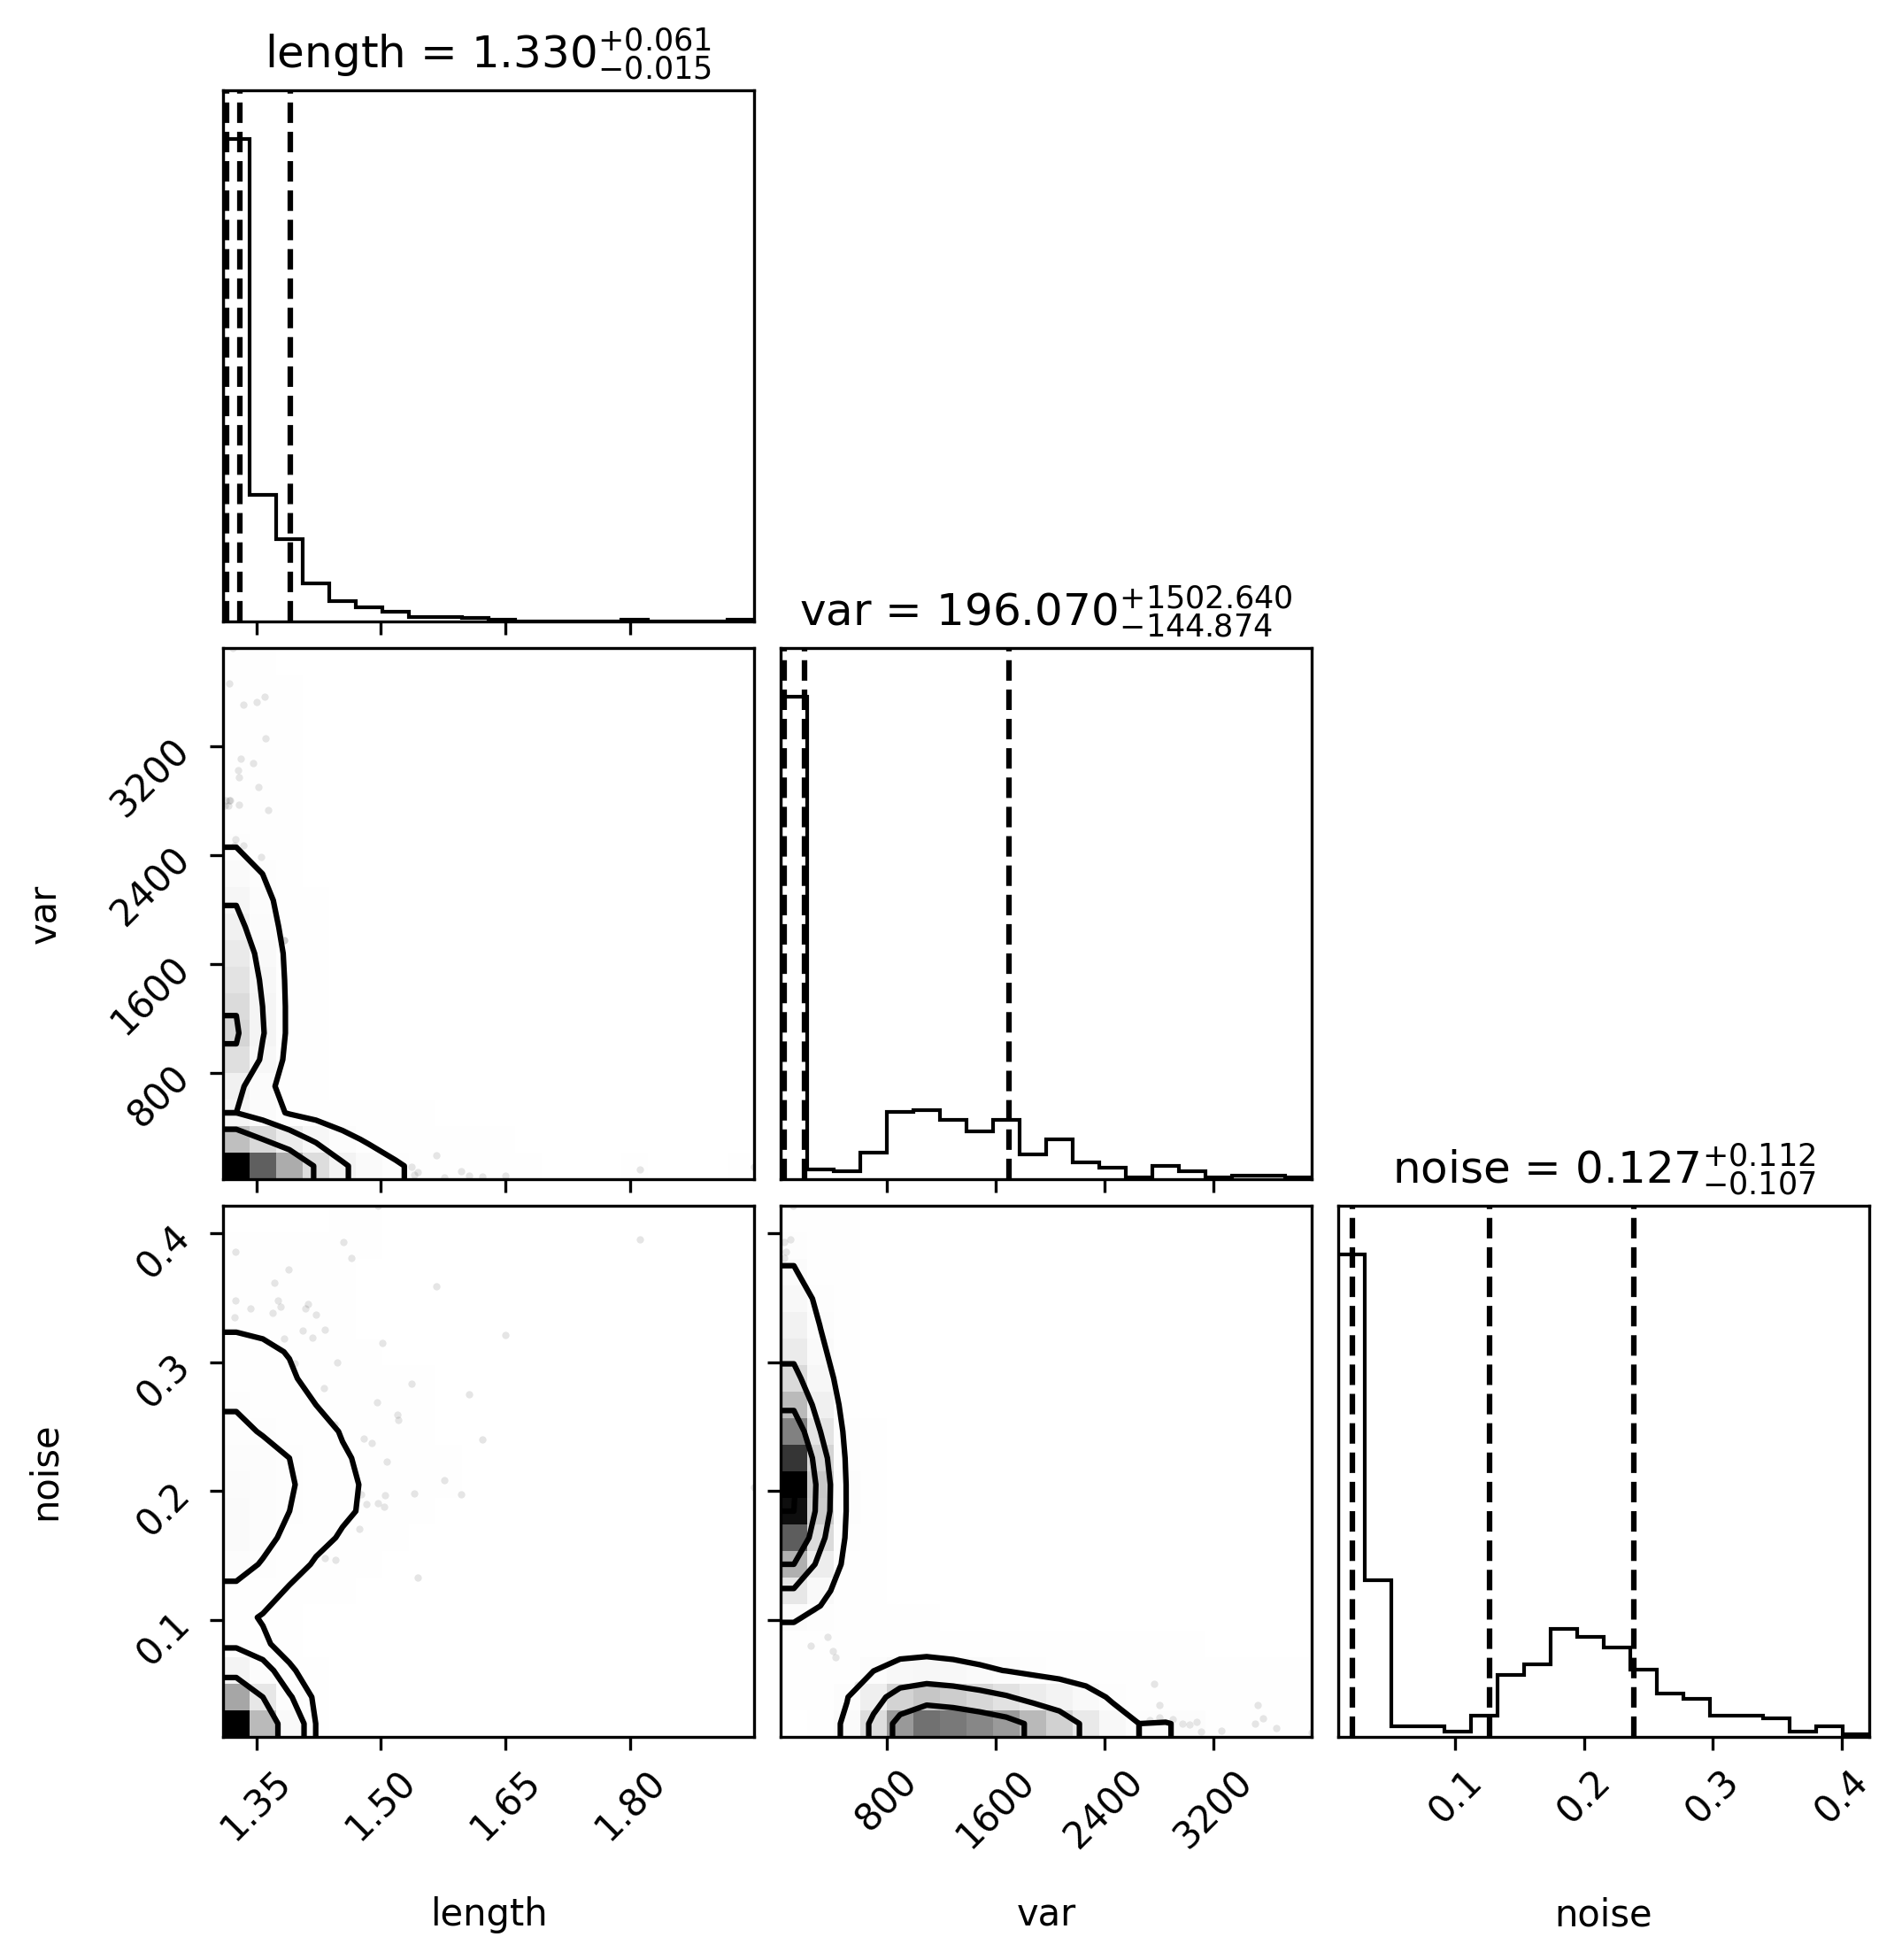 length = 1.330 +0.061 −0.015
var = 196.070 +1502.640 −144.874
3200
2400
1600
800
var
noise = 0.127 +0.112 −0.107
0.4
0.3
0.2
0.1
noise
1.35 1.50 1.65 1.80 800 1600 2400 3200 0.1 0.2 0.3 0.4
length var noise